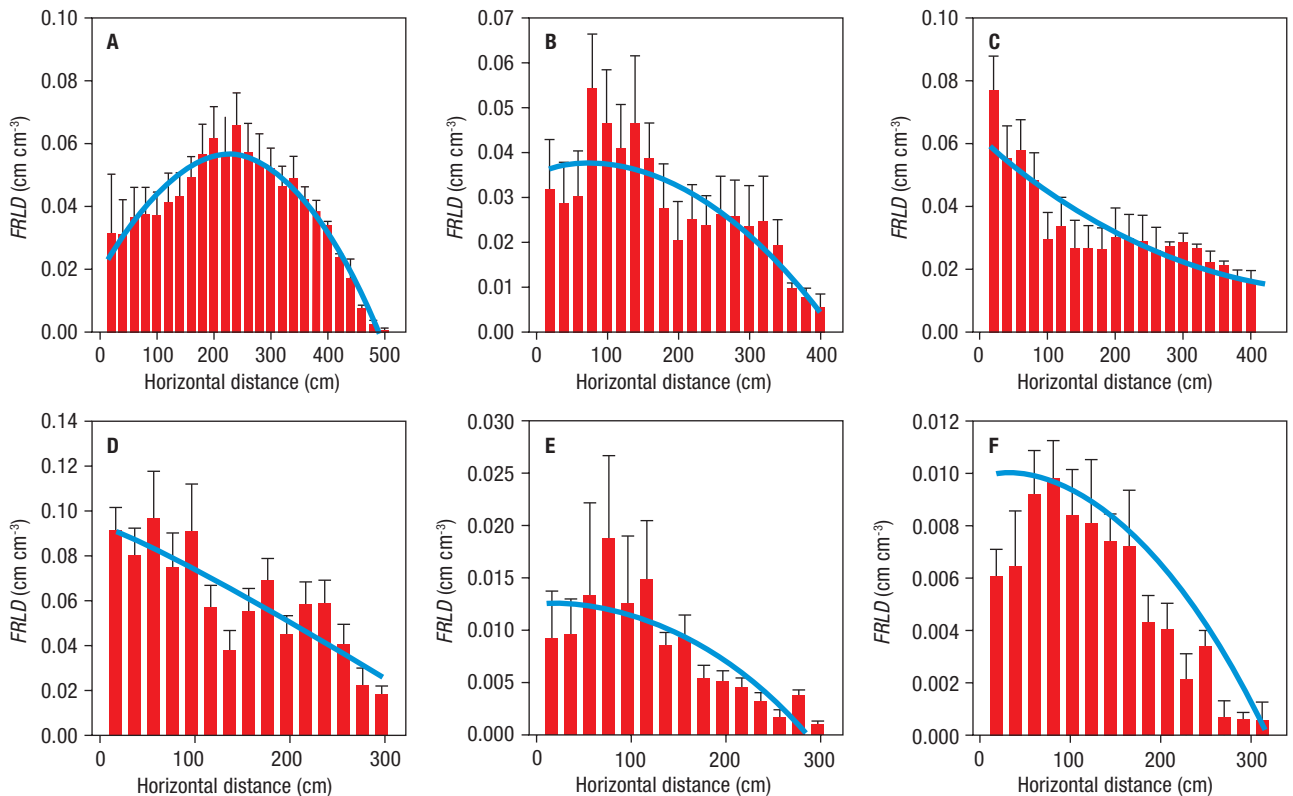 A
0.10
0.08
0.06
0.04
0.02
0.00
FRLD (cm cm-3)
0 100 200 300 400 500
Horizontal distance (cm)
B
0.07
0.06
0.05
0.04
0.03
0.02
0.01
0.00
FRLD (cm cm-3)
0 100 200 300 400
Horizontal distance (cm)
C
0.10
0.08
0.06
0.04
0.02
0.00
FRLD (cm cm-3)
0 100 200 300 400
Horizontal distance (cm)
D
0.14
0.12
0.10
0.08
0.06
0.04
0.02
0.00
FRLD (cm cm-3)
0 100 200 300
Horizontal distance (cm)
E
0.030
0.025
0.020
0.015
0.010
0.005
0.000
FRLD (cm cm-3)
0 100 200 300
Horizontal distance (cm)
F
0.012
0.010
0.008
0.006
0.004
0.002
0.000
FRLD (cm cm-3)
0 100 200 300
Horizontal distance (cm)